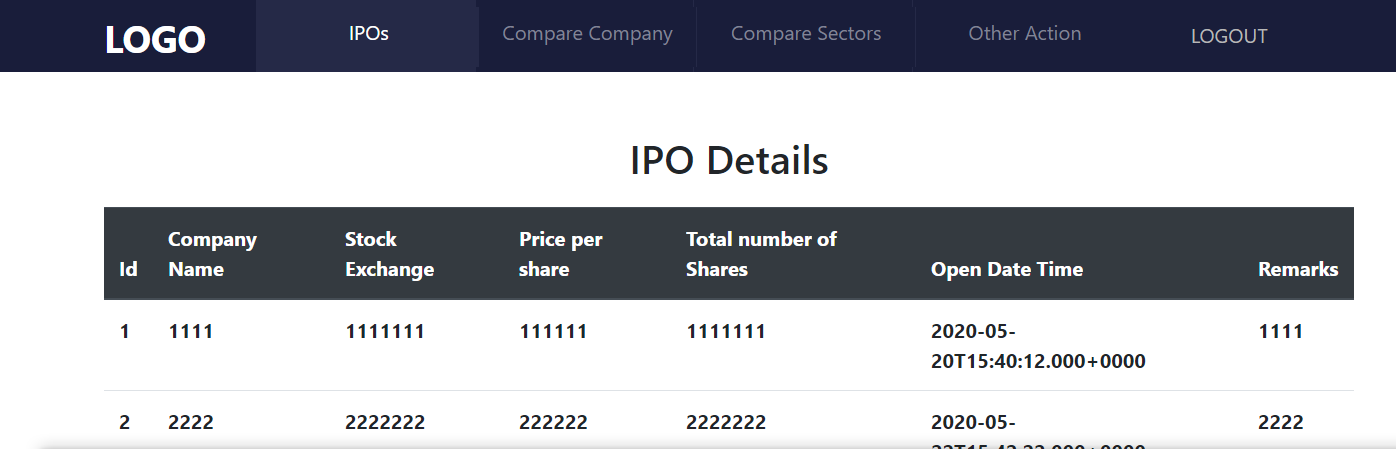 LOGO IPOs Compare Company Compare Sectors Other Action LOGOUT
IPO Details
Id Company Name Stock Exchange Price per share Total number of Shares Open Date Time Remarks
1 1111 1111111 111111 1111111 2020-05-20T15:40:12.000+0000 1111
2 2222 2222222 222222 2222222 2020-05-
2222